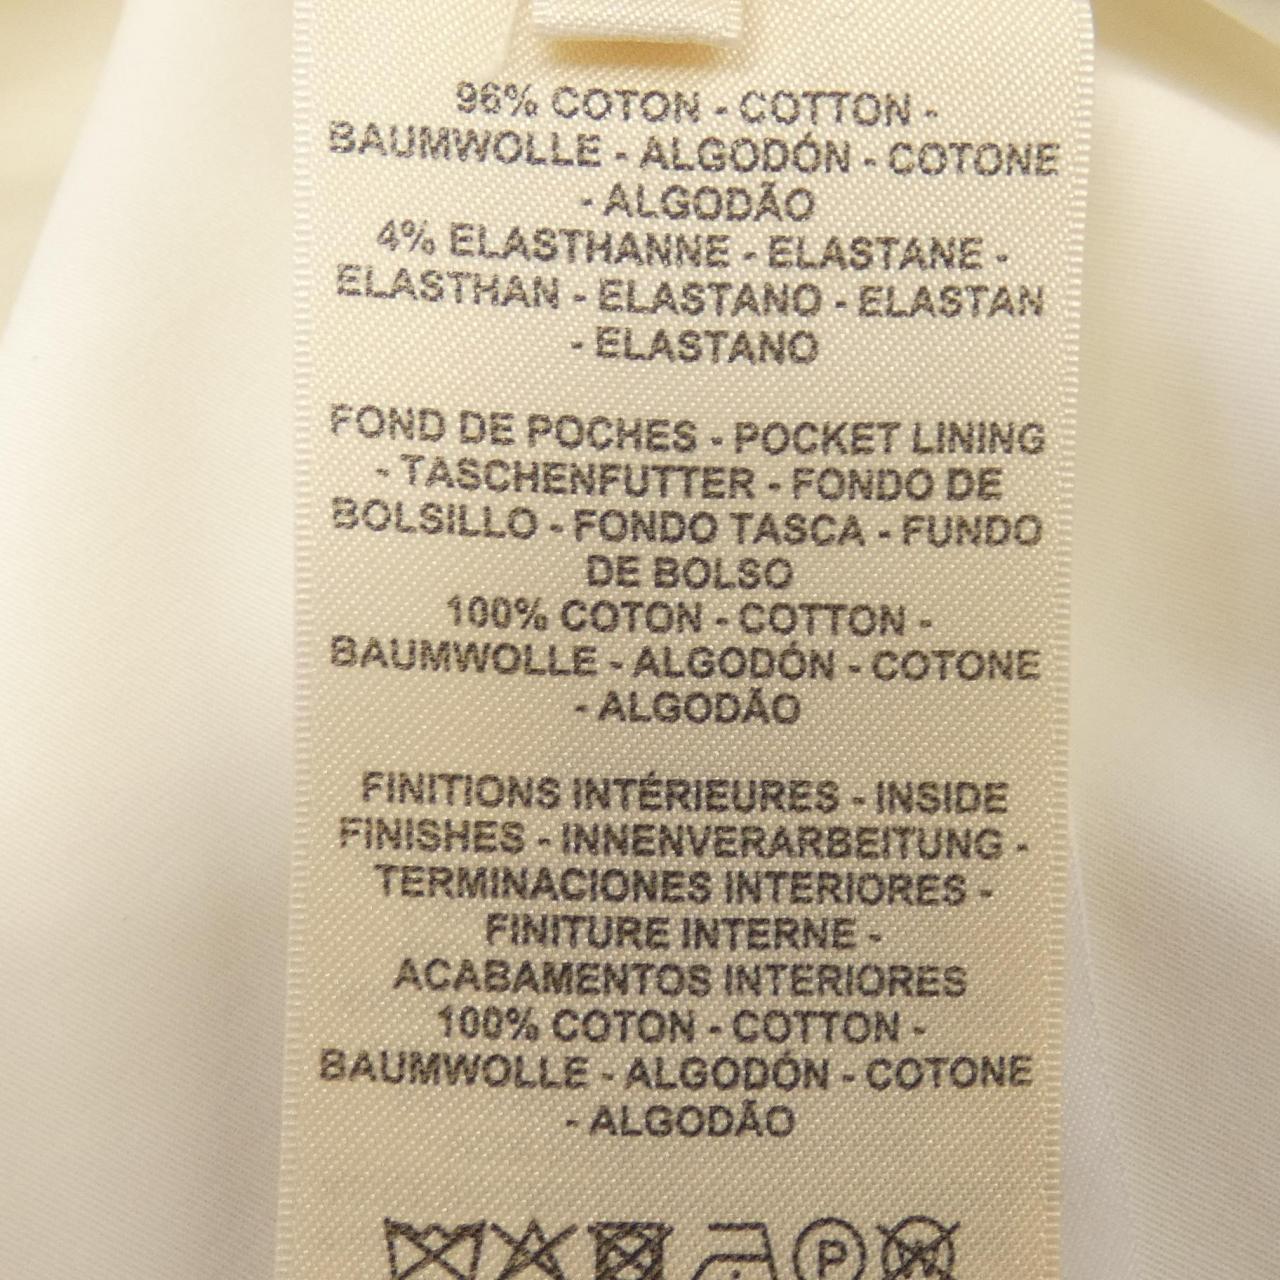 96% COTON - COTTON -
BAUMWOLLE - ALGODÓN - COTONE
- ALGODÃO
4% ELASTHANNE - ELASTANE -
ELASTHAN - ELASTANO - ELASTAN
- ELASTANO
FOND DE POCHES - POCKET LINING
- TASCHENFUTTER - FONDO DE
BOLSILLO - FONDO TASCA - FUNDO
DE BOLSO
100% COTON - COTTON -
BAUMWOLLE - ALGODÓN - COTONE
- ALGODÃO
FINITIONS INTÉRIEURES - INSIDE
FINISHES - INNENVERARBEITUNG -
TERMINACIONES INTERIORES -
FINITURE INTERNE -
ACABAMENTOS INTERIORES
100% COTON - COTTON -
BAUMWOLLE - ALGODÓN - COTONE
- ALGODÃO
P W